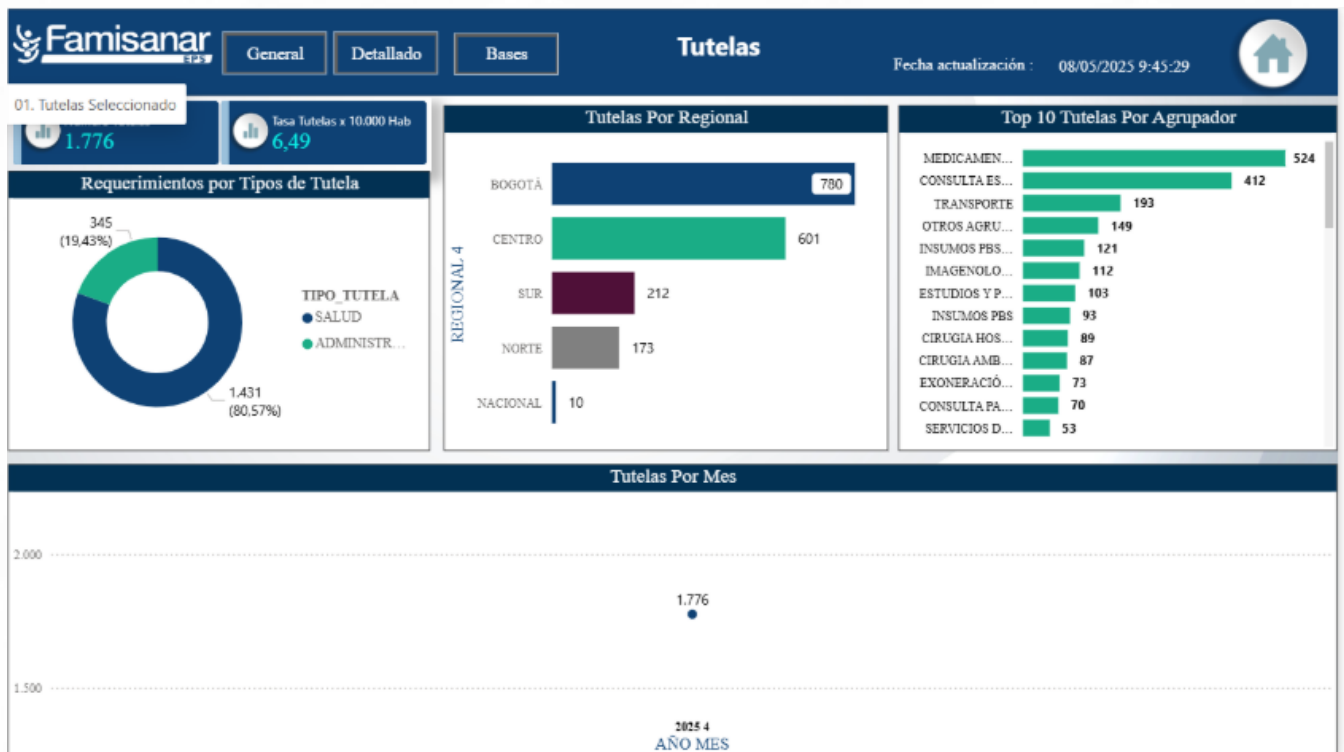 Famisanar
EPS
General
Detallado
Bases
Tutelas
Fecha actualización :
08/05/2025 9:45:29
01. Tutelas Seleccionado
1.776
Tasa Tutelas x 10.000 Hab
6,49
Requerimientos por Tipos de Tutela
345
(19,43%)
TIPO_TUTELA
SALUD
ADMINISTR...
1.431
(80,57%)
Tutelas Por Regional
REGIONAL 4
BOGOTÀ 780
CENTRO 601
SUR 212
NORTE 173
NACIONAL 10
Top 10 Tutelas Por Agrupador
MEDICAMEN... 524
CONSULTA ES... 412
TRANSPORTE 193
OTROS AGRU... 149
INSUMOS PBS... 121
IMAGENOLO... 112
ESTUDIOS Y P... 103
INSUMOS PBS 93
CIRUGIA HOS... 89
CIRUGIA AMB... 87
EXONERACIÓ... 73
CONSULTA PA... 70
SERVICIOS D... 53
Tutelas Por Mes
2.000
1.776
1.500
2025 4
AÑO MES